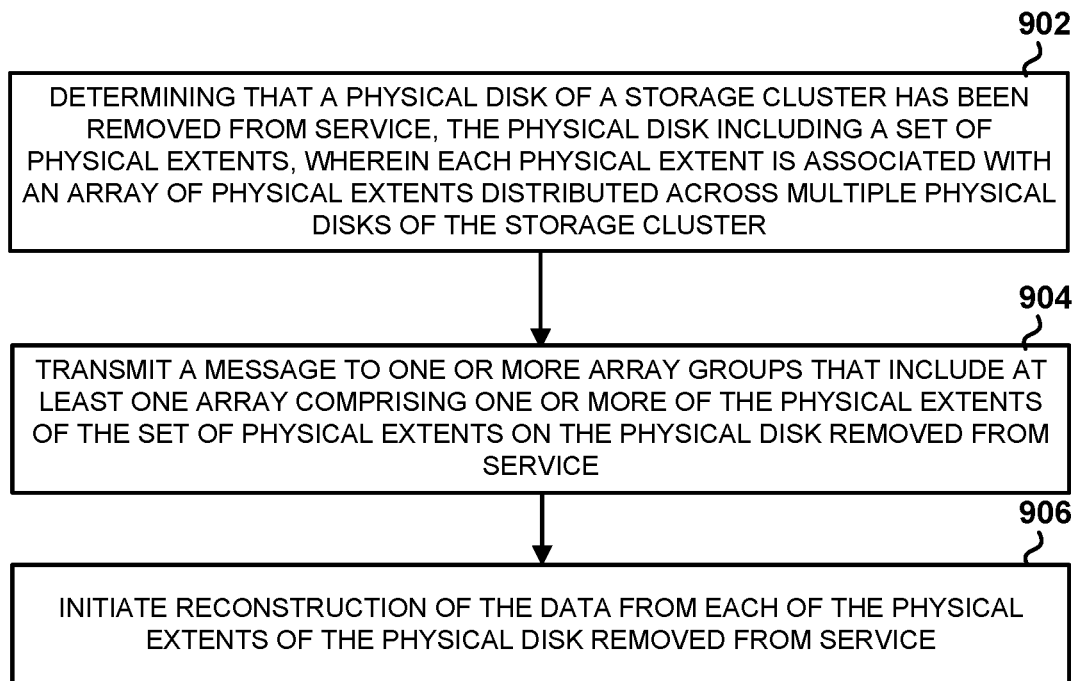 902
DETERMINING THAT A PHYSICAL DISK OF A STORAGE CLUSTER HAS BEEN
REMOVED FROM SERVICE, THE PHYSICAL DISK INCLUDING A SET OF
PHYSICAL EXTENTS, WHEREIN EACH PHYSICAL EXTENT IS ASSOCIATED WITH
AN ARRAY OF PHYSICAL EXTENTS DISTRIBUTED ACROSS MULTIPLE PHYSICAL
DISKS OF THE STORAGE CLUSTER
904
TRANSMIT A MESSAGE TO ONE OR MORE ARRAY GROUPS THAT INCLUDE AT
LEAST ONE ARRAY COMPRISING ONE OR MORE OF THE PHYSICAL EXTENTS
OF THE SET OF PHYSICAL EXTENTS ON THE PHYSICAL DISK REMOVED FROM
SERVICE
906
INITIATE RECONSTRUCTION OF THE DATA FROM EACH OF THE PHYSICAL
EXTENTS OF THE PHYSICAL DISK REMOVED FROM SERVICE